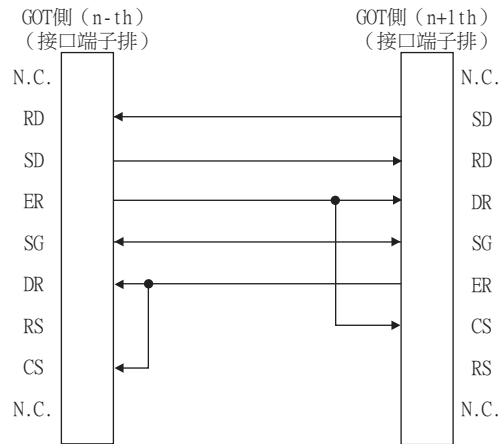 GOT側（n-th）
（接口端子排）
GOT側（n+1th）
（接口端子排）
N.C.
N.C.
RD
SD
SD
RD
ER
DR
SG
SG
DR
ER
RS
CS
CS
RS
N.C.
N.C.